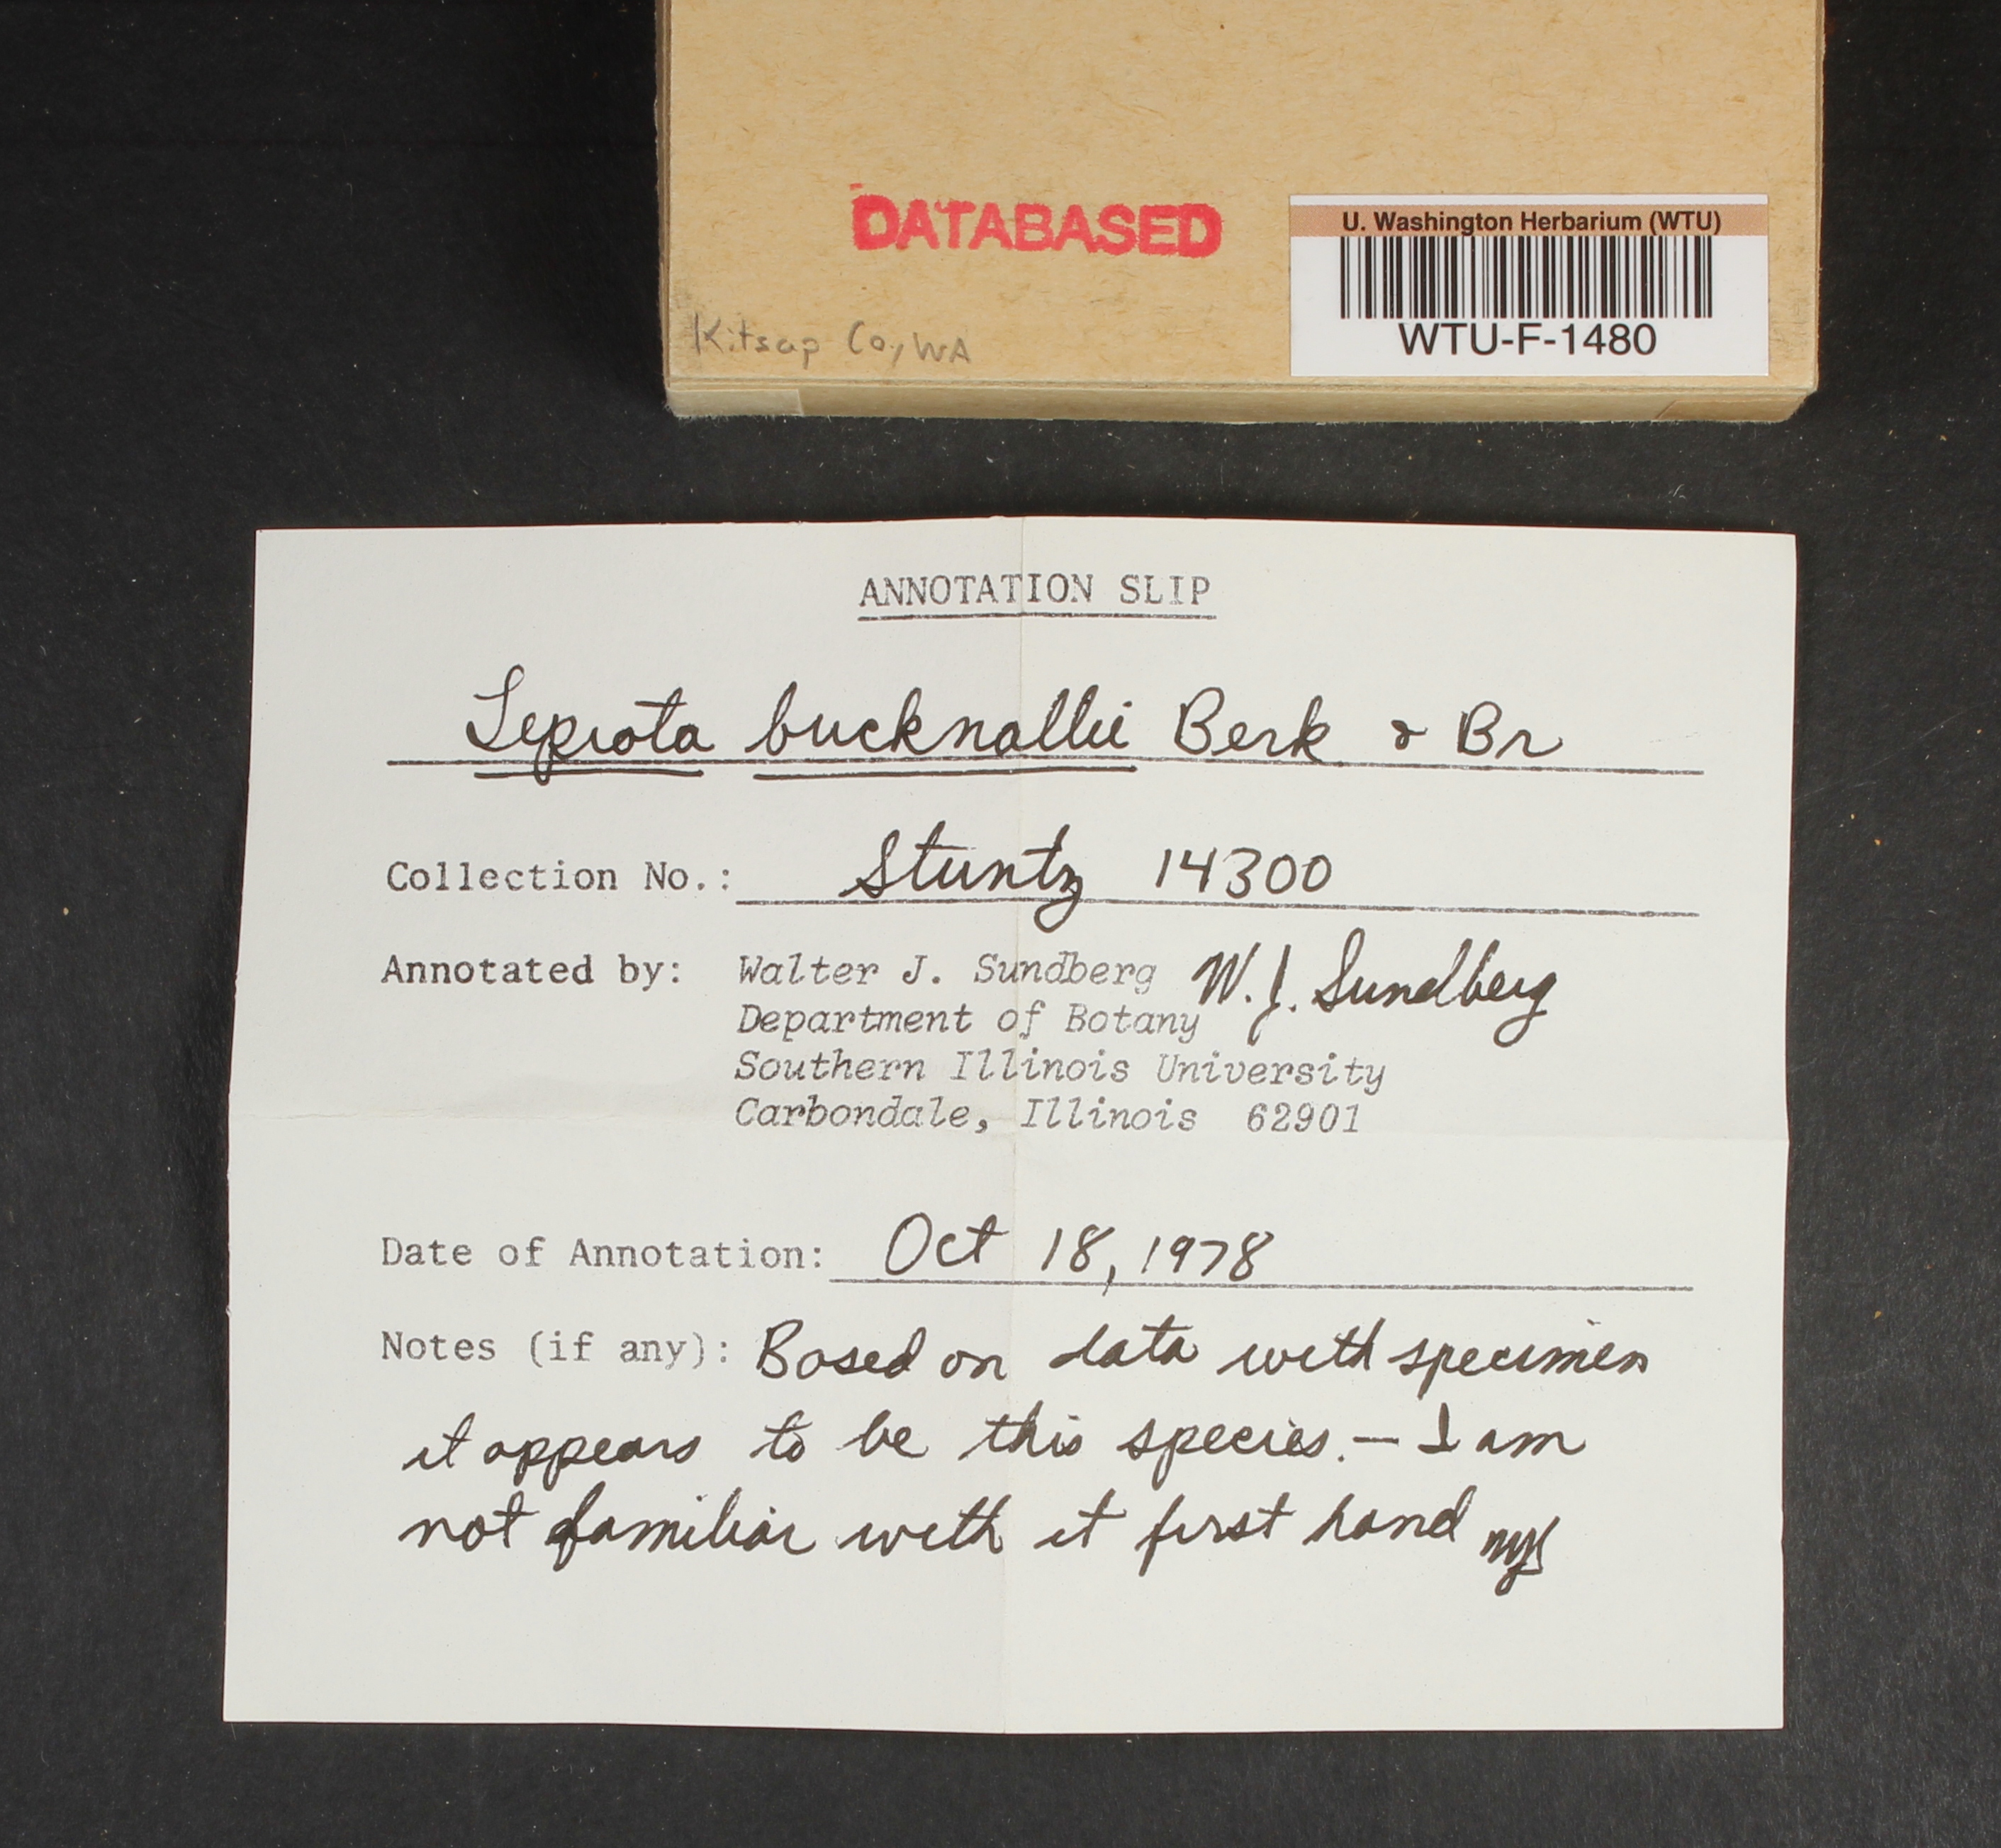 DATABASED
U. Washington Herbarium (WTU)
WTU-F-1480
Kitsap Co., WA
ANNOTATION SLIP
Lepiota bucknallii Berk & Br
Collection No.: Stuntz 14300
Annotated by: Walter J. Sundberg W. J. Sundberg
Department of Botany
Southern Illinois University
Carbondale, Illinois 62901
Date of Annotation: Oct 18, 1978
Notes (if any): Based on data with specimen
it appears to be this species. — I am
not familiar with it first hand